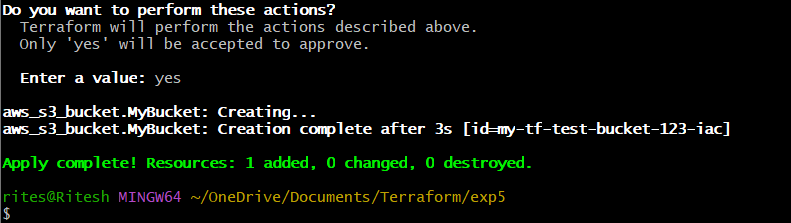 Do you want to perform these actions?
  Terraform will perform the actions described above.
  Only 'yes' will be accepted to approve.
  Enter a value: yes
aws_s3_bucket.MyBucket: Creating...
aws_s3_bucket.MyBucket: Creation complete after 3s [id=my-tf-test-bucket-123-iac]
Apply complete! Resources: 1 added, 0 changed, 0 destroyed.
rites@Ritesh MINGW64 ~/OneDrive/Documents/Terraform/exp5
$